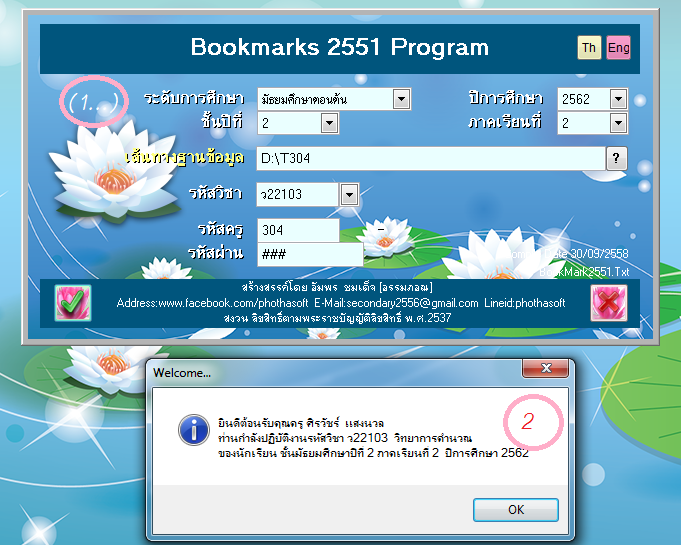 Bookmarks 2551 Program
Th Eng
(1...)
ระดับการศึกษา มัธยมศึกษาตอนต้น ปีการศึกษา 2562
ชั้นปีที่ 2 ภาคเรียนที่ 2
เส้นทางฐานข้อมูล D:\T304 ?
รหัสวิชา ว22103
รหัสครู 304 -
รหัสผ่าน ###
Date 30/09/2558
BookMark2551.Txt
สร้างสรรค์โดย อัมพร ชมเด็จ [ธรรมภณ]
Address:www.facebook.com/phothasoft E-Mail:secondary2556@gmail.com Lineid:phothasoft
สงวน ลิขสิทธิ์ตามพระราชบัญญัติลิขสิทธิ์ พ.ศ.2537
Welcome...
ยินดีต้อนรับคุณครู ศิรวัชร์ แสงนวล
ท่านกำลังปฏิบัติงานรหัสวิชา ว22103 วิทยาการคำนวณ
ของนักเรียน ชั้นมัธยมศึกษาปีที่ 2 ภาคเรียนที่ 2 ปีการศึกษา 2562
2
OK